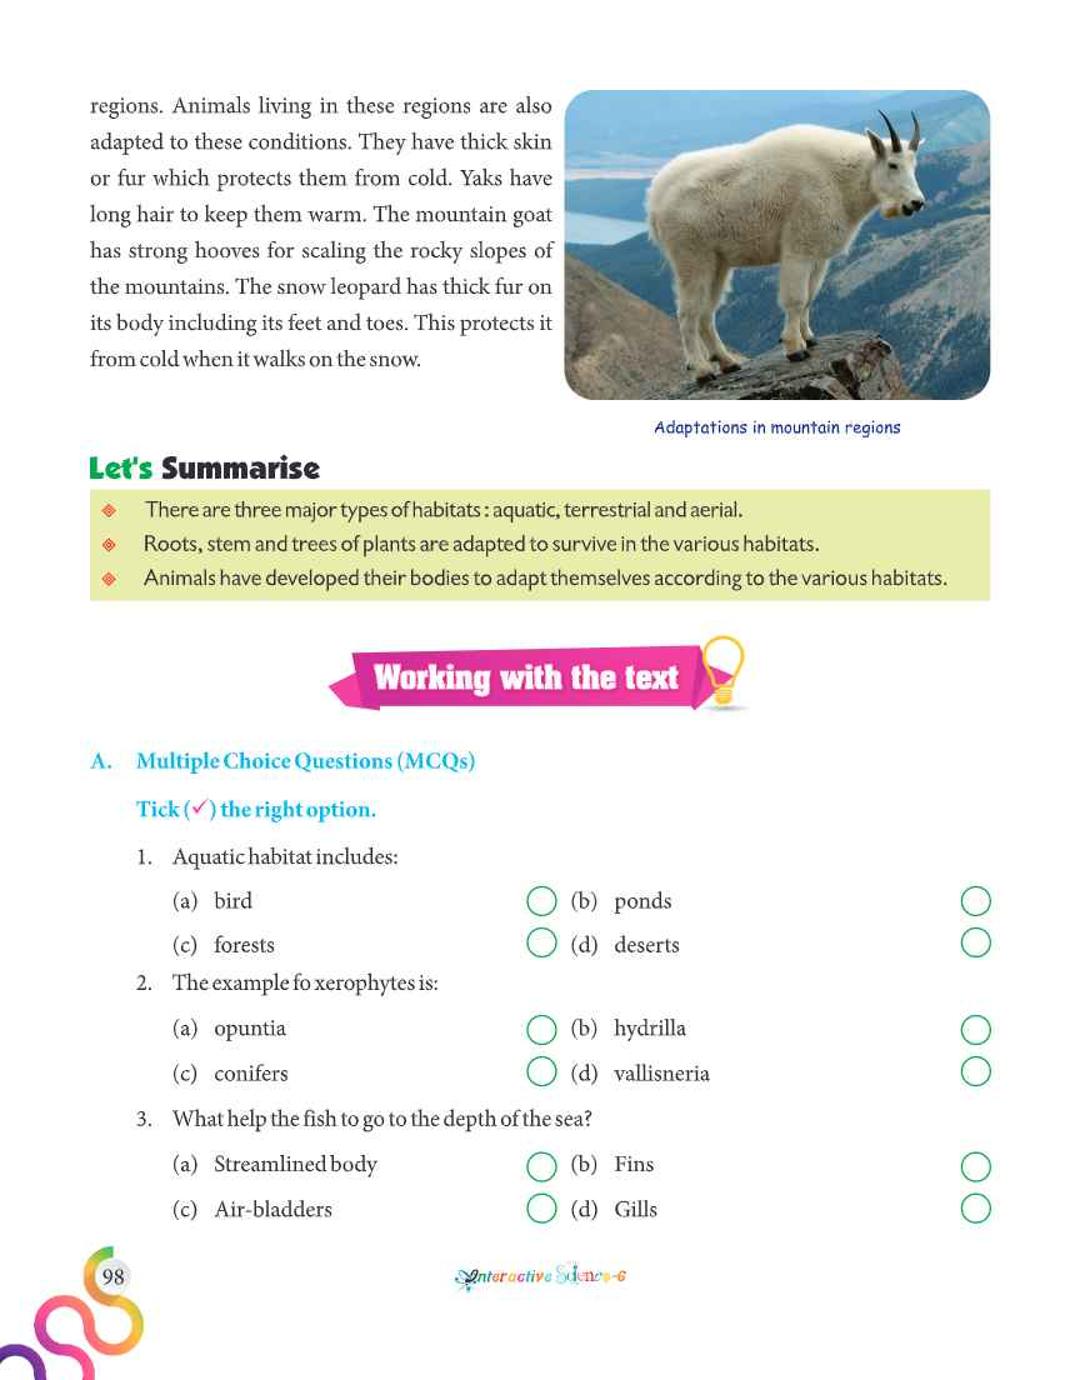 regions. Animals living in these regions are also
adapted to these conditions. They have thick skin
or fur which protects them from cold. Yaks have
long hair to keep them warm. The mountain goat
has strong hooves for scaling the rocky slopes of
the mountains. The snow leopard has thick fur on
its body including its feet and toes. This protects it
from cold when it walks on the snow.
Adaptations in mountain regions
Let's Summarise
There are three major types of habitats : aquatic, terrestrial and aerial.
Roots, stem and trees of plants are adapted to survive in the various habitats.
Animals have developed their bodies to adapt themselves according to the various habitats.
Working with the text
A. Multiple Choice Questions (MCQs)
Tick (✓) the right option.
1. Aquatic habitat includes:
(a) bird (b) ponds
(c) forests (d) deserts
2. The example fo xerophytes is:
(a) opuntia (b) hydrilla
(c) conifers (d) vallisneria
3. What help the fish to go to the depth of the sea?
(a) Streamlined body (b) Fins
(c) Air-bladders (d) Gills
98
Interactive Science-6